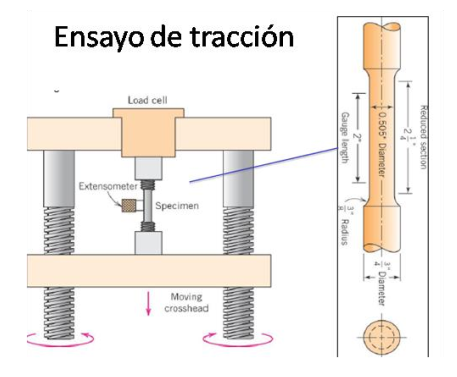 Ensayo de tracción
Load cell
Extensometer
Specimen
Moving
crosshead
Reduced section
2 1/4"
0.505" Diameter
2"
Gauge length
3/8"
Radius
3/4"
Diameter